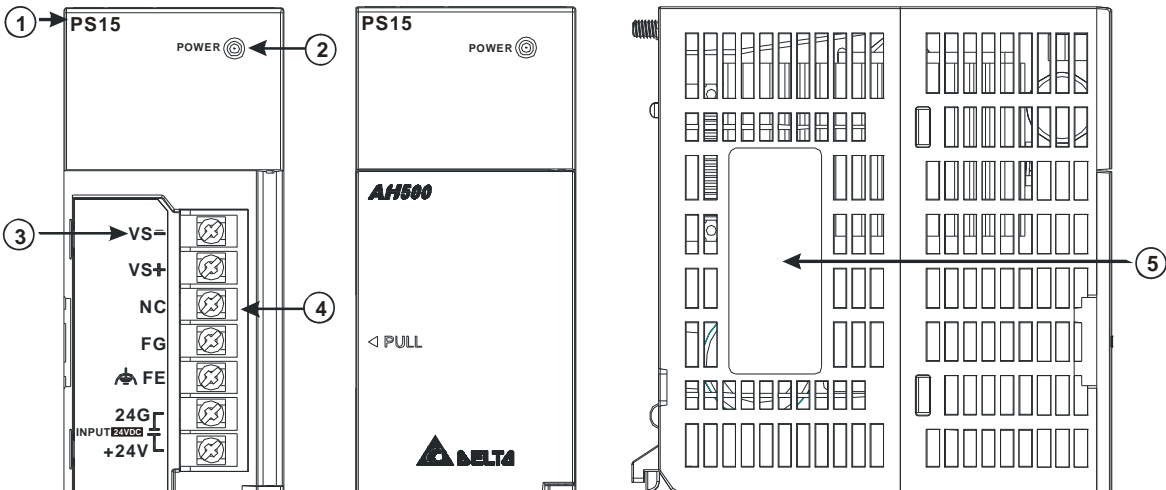 1
PS15
POWER
2
3
VS–
VS+
NC
4
FG
FE
24G
INPUT 24VDC
+24V
PS15
POWER
AH500
◁ PULL
DELTA
5